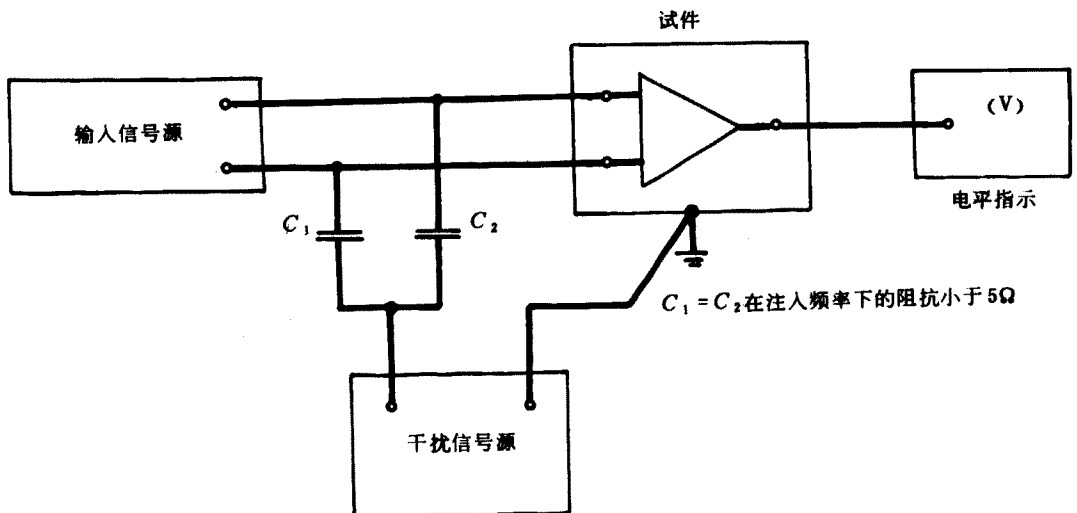 试件
输入信号源
(V)
电平指示
C₁
C₂
C₁=C₂在注入频率下的阻抗小于5Ω
干扰信号源